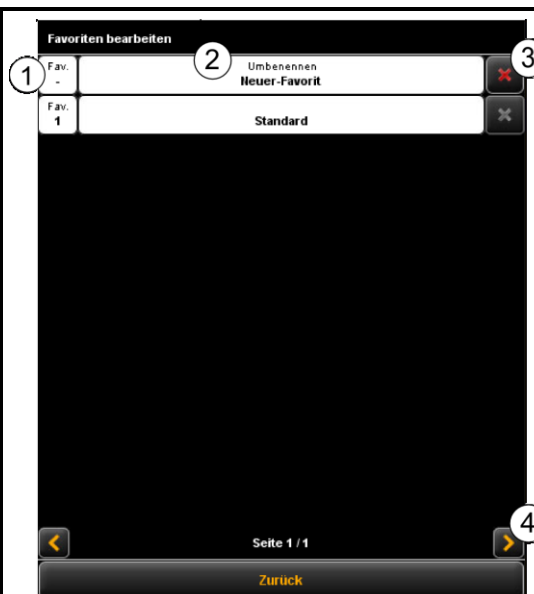 Favoriten bearbeiten
1
Fav.
-
2
Umbenennen
Neuer-Favorit
3
Fav.
1
Standard
Seite 1 / 1
4
Zurück